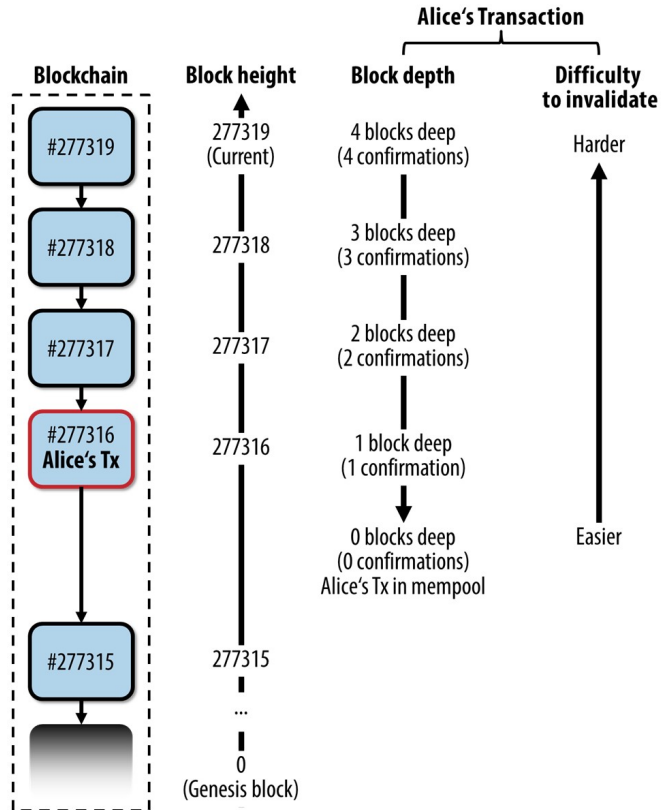 Alice‘s Transaction
Blockchain
Block height
Block depth
Difficulty
to invalidate
#277319
277319
(Current)
4 blocks deep
(4 confirmations)
Harder
#277318
277318
3 blocks deep
(3 confirmations)
#277317
277317
2 blocks deep
(2 confirmations)
#277316
Alice‘s Tx
277316
1 block deep
(1 confirmation)
0 blocks deep
(0 confirmations)
Alice‘s Tx in mempool
Easier
#277315
277315
...
0
(Genesis block)